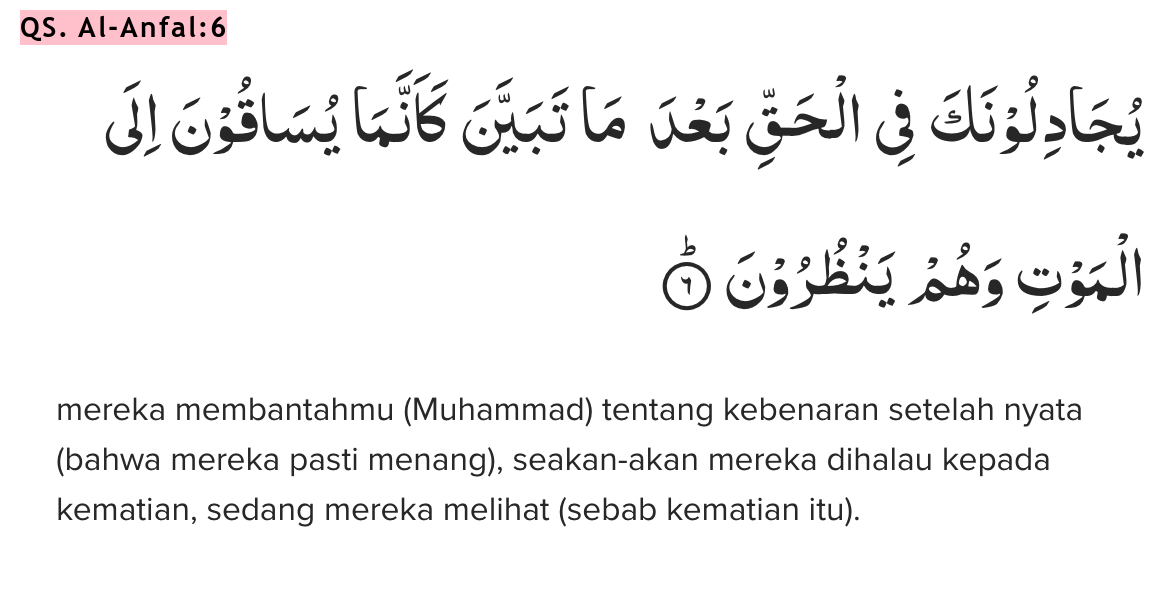 QS. Al-Anfal:6
يُجَادِلُوْنَكَ فِى الْحَقِّ بَعْدَ مَا تَبَيَّنَ كَاَنَّمَا يُسَاقُوْنَ اِلَى
الْمَوْتِ وَهُمْ يَنْظُرُوْنَ ۗ ٦
mereka membantahmu (Muhammad) tentang kebenaran setelah nyata
(bahwa mereka pasti menang), seakan-akan mereka dihalau kepada
kematian, sedang mereka melihat (sebab kematian itu).